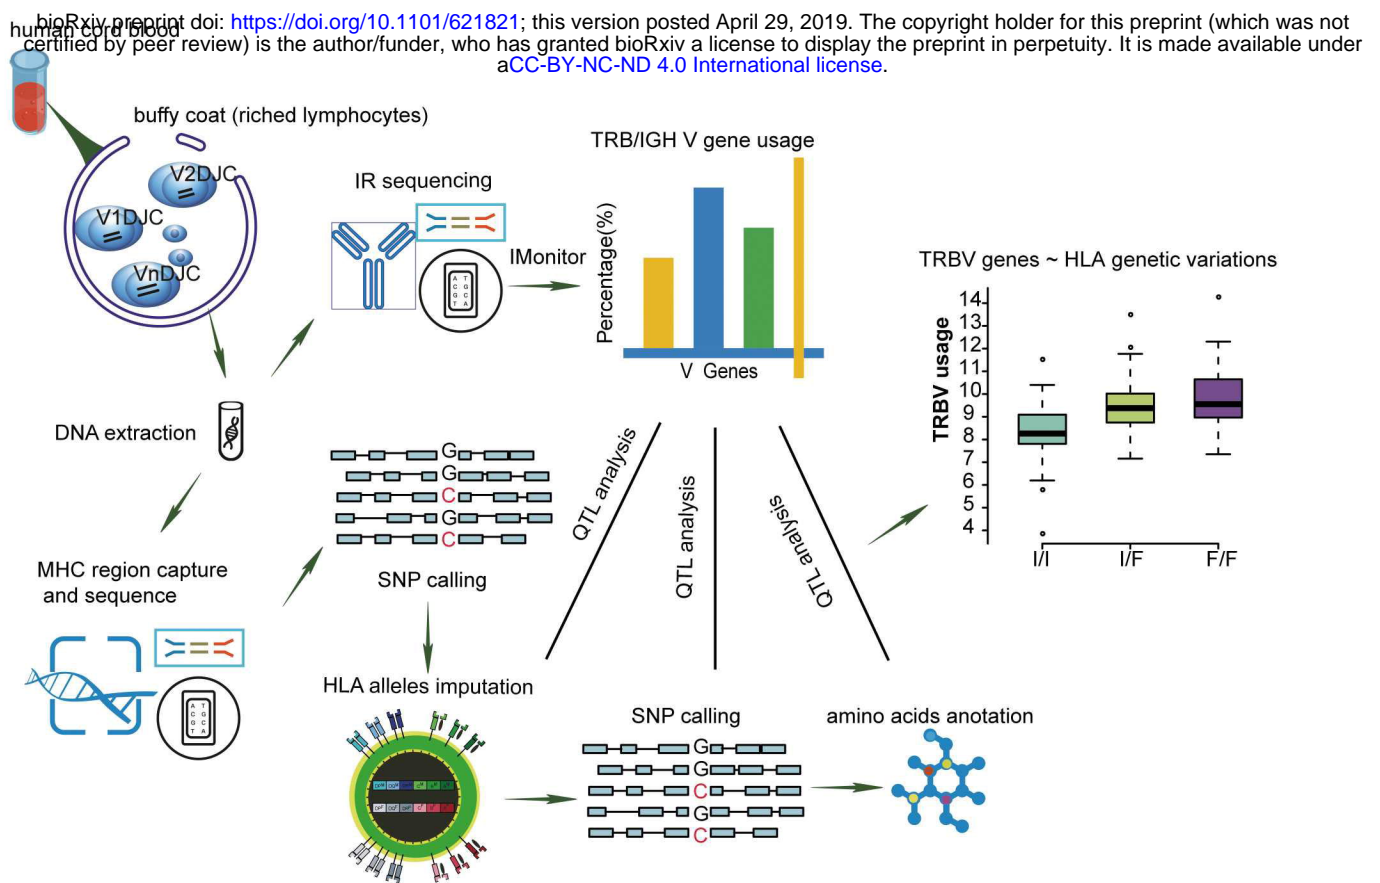 bioRxiv preprint doi: https://doi.org/10.1101/621821; this version posted April 29, 2019. The copyright holder for this preprint (which was not
certified by peer review) is the author/funder, who has granted bioRxiv a license to display the preprint in perpetuity. It is made available under
aCC-BY-NC-ND 4.0 International license.
human cord blood
buffy coat (riched lymphocytes)
V2DJC
V1DJC
VnDJC
IR sequencing
A T
C G
G C
T A
IMonitor
TRB/IGH V gene usage
Percentage(%)
V Genes
TRBV genes ~ HLA genetic variations
TRBV usage
14
13
12
11
10
9
8
7
6
5
4
I/I
I/F
F/F
DNA extraction
MHC region capture
and sequence
A T
C G
G C
T A
G
G
C
G
C
SNP calling
QTL analysis
QTL analysis
QTL analysis
HLA alleles imputation
SNP calling
G
G
C
G
C
amino acids anotation